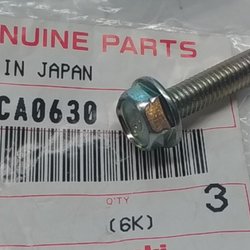 NUINE PARTS
IN JAPAN
CA0630
Q'TY
3
(6K)